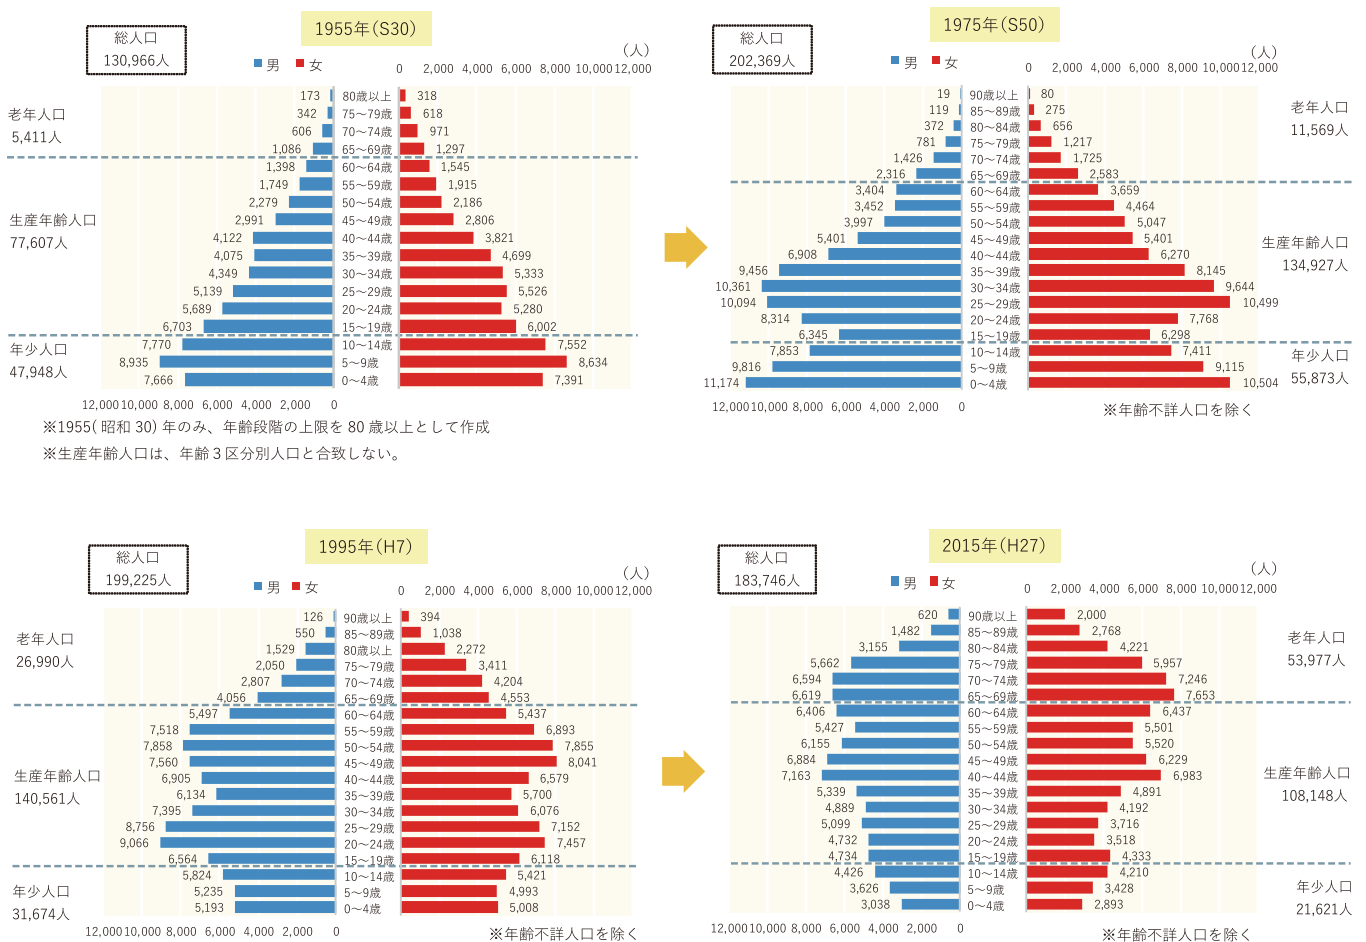 1955年(S30)
総人口
130,966人
男 女
(人)
0 2,000 4,000 6,000 8,000 10,000 12,000
老年人口
5,411人
生産年齢人口
77,607人
年少人口
47,948人
173 80歳以上 318
342 75〜79歳 618
606 70〜74歳 971
1,086 65〜69歳 1,297
1,398 60〜64歳 1,545
1,749 55〜59歳 1,915
2,279 50〜54歳 2,186
2,991 45〜49歳 2,806
4,122 40〜44歳 3,821
4,075 35〜39歳 4,699
4,349 30〜34歳 5,333
5,139 25〜29歳 5,526
5,689 20〜24歳 5,280
6,703 15〜19歳 6,002
7,770 10〜14歳 7,552
8,935 5〜9歳 8,634
7,666 0〜4歳 7,391
12,000 10,000 8,000 6,000 4,000 2,000 0
※1955(昭和30)年のみ、年齢段階の上限を80歳以上として作成
※生産年齢人口は、年齢3区分別人口と合致しない。
1975年(S50)
総人口
202,369人
男 女
(人)
0 2,000 4,000 6,000 8,000 10,000 12,000
19 90歳以上 80
119 85〜89歳 275
372 80〜84歳 656
781 75〜79歳 1,217
1,426 70〜74歳 1,725
2,316 65〜69歳 2,583
3,404 60〜64歳 3,659
3,452 55〜59歳 4,464
3,997 50〜54歳 5,047
5,401 45〜49歳 5,401
6,908 40〜44歳 6,270
9,456 35〜39歳 8,145
10,361 30〜34歳 9,644
10,094 25〜29歳 10,499
8,314 20〜24歳 7,768
6,345 15〜19歳 6,298
7,853 10〜14歳 7,411
9,816 5〜9歳 9,115
11,174 0〜4歳 10,504
老年人口
11,569人
生産年齢人口
134,927人
年少人口
55,873人
12,000 10,000 8,000 6,000 4,000 2,000 0
※年齢不詳人口を除く
1995年(H7)
総人口
199,225人
男 女
(人)
0 2,000 4,000 6,000 8,000 10,000 12,000
老年人口
26,990人
生産年齢人口
140,561人
年少人口
31,674人
126 90歳以上 394
550 85〜89歳 1,038
1,529 80歳以上 2,272
2,050 75〜79歳 3,411
2,807 70〜74歳 4,204
4,056 65〜69歳 4,553
5,497 60〜64歳 5,437
7,518 55〜59歳 6,893
7,858 50〜54歳 7,855
7,560 45〜49歳 8,041
6,905 40〜44歳 6,579
6,134 35〜39歳 5,700
7,395 30〜34歳 6,076
8,756 25〜29歳 7,152
9,066 20〜24歳 7,457
6,564 15〜19歳 6,118
5,824 10〜14歳 5,421
5,235 5〜9歳 4,993
5,193 0〜4歳 5,008
12,000 10,000 8,000 6,000 4,000 2,000 0
※年齢不詳人口を除く
2015年(H27)
総人口
183,746人
男 女
(人)
0 2,000 4,000 6,000 8,000 10,000 12,000
620 90歳以上 2,000
1,482 85〜89歳 2,768
3,155 80〜84歳 4,221
5,662 75〜79歳 5,957
6,594 70〜74歳 7,246
6,619 65〜69歳 7,653
6,406 60〜64歳 6,437
5,427 55〜59歳 5,501
6,155 50〜54歳 5,520
6,884 45〜49歳 6,229
7,163 40〜44歳 6,983
5,339 35〜39歳 4,891
4,889 30〜34歳 4,192
5,099 25〜29歳 3,716
4,732 20〜24歳 3,518
4,734 15〜19歳 4,333
4,426 10〜14歳 4,210
3,626 5〜9歳 3,428
3,038 0〜4歳 2,893
老年人口
53,977人
生産年齢人口
108,148人
年少人口
21,621人
12,000 10,000 8,000 6,000 4,000 2,000 0
※年齢不詳人口を除く